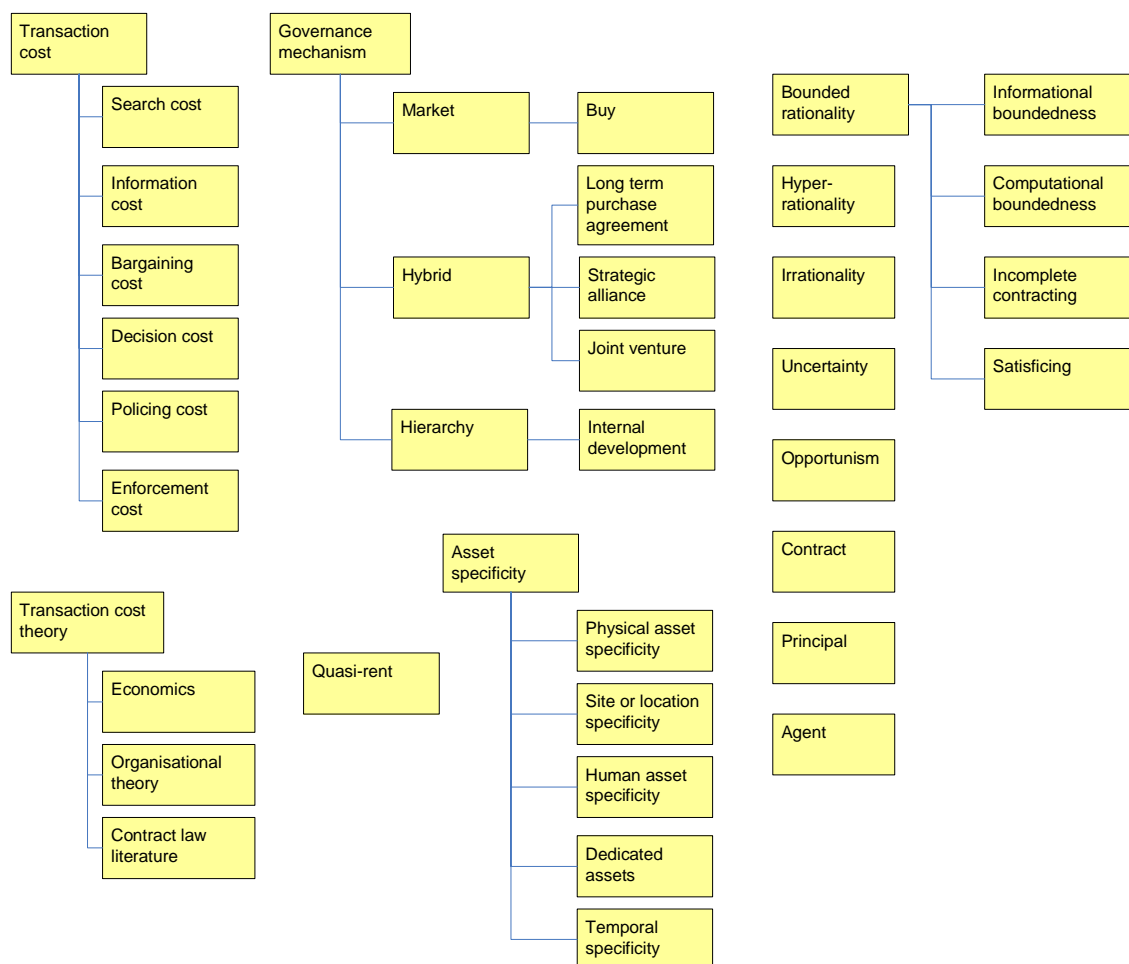 Transaction
cost
Search cost
Information
cost
Bargaining
cost
Decision cost
Policing cost
Enforcement
cost
Transaction cost
theory
Economics
Organisational
theory
Contract law
literature
Governance
mechanism
Market
Buy
Hybrid
Long term
purchase
agreement
Strategic
alliance
Joint venture
Hierarchy
Internal
development
Quasi-rent
Asset
specificity
Physical asset
specificity
Site or location
specificity
Human asset
specificity
Dedicated
assets
Temporal
specificity
Bounded
rationality
Informational
boundedness
Computational
boundedness
Incomplete
contracting
Satisficing
Hyper-
rationality
Irrationality
Uncertainty
Opportunism
Contract
Principal
Agent